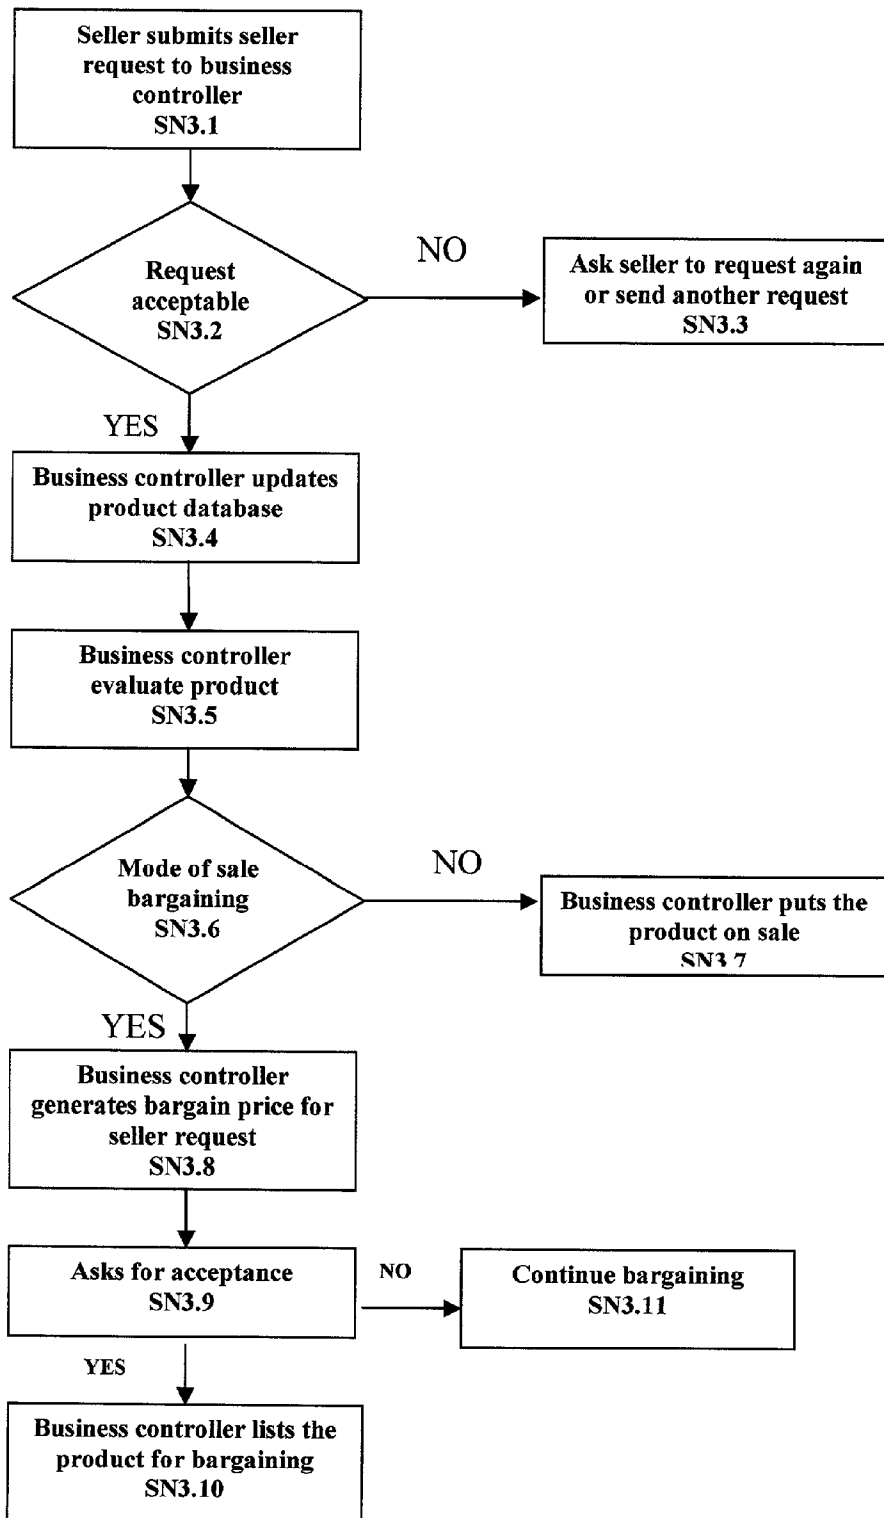 Seller submits seller
request to business
controller
SN3.1
Request
acceptable
SN3.2
NO
Ask seller to request again
or send another request
SN3.3
YES
Business controller updates
product database
SN3.4
Business controller
evaluate product
SN3.5
Mode of sale
bargaining
SN3.6
NO
Business controller puts the
product on sale
SN3.7
YES
Business controller
generates bargain price for
seller request
SN3.8
Asks for acceptance
SN3.9
NO
Continue bargaining
SN3.11
YES
Business controller lists the
product for bargaining
SN3.10